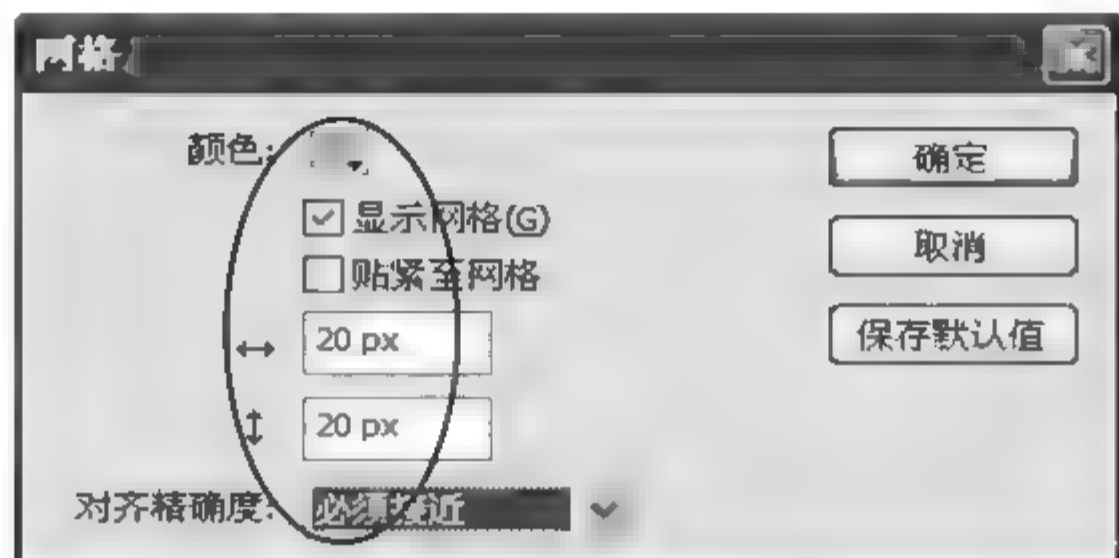 网格
颜色:
确定
显示网格(G)
取消
贴紧至网格
20 px
保存默认值
20 px
对齐精确度: 必须接近